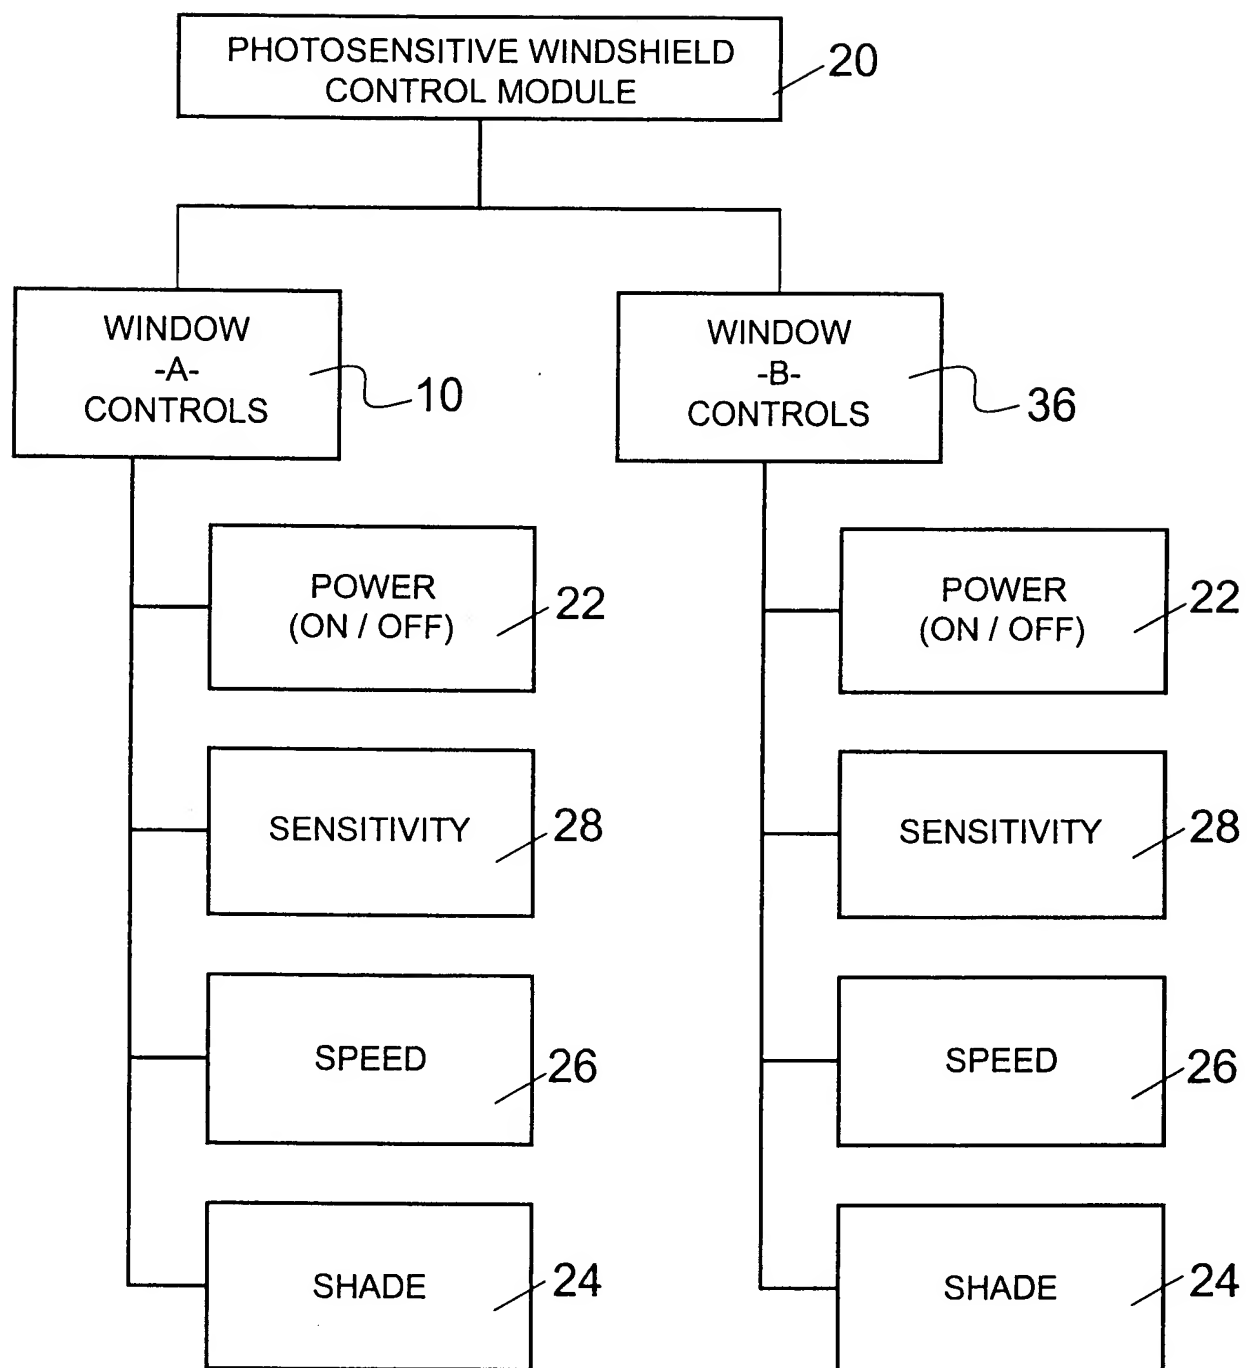 PHOTOSENSITIVE WINDSHIELD
CONTROL MODULE
20
WINDOW
-A-
CONTROLS
10
WINDOW
-B-
CONTROLS
36
POWER
(ON / OFF)
22
POWER
(ON / OFF)
22
SENSITIVITY
28
SENSITIVITY
28
SPEED
26
SPEED
26
SHADE
24
SHADE
24